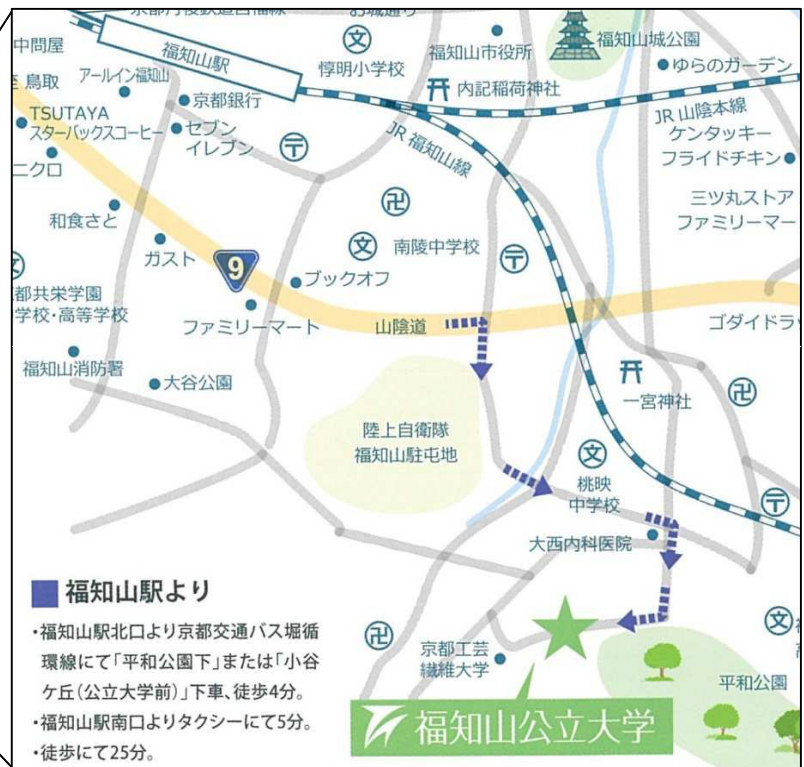 お城通り
中問屋
福知山駅
惇明小学校
福知山市役所
福知山城公園
ゆらのガーデン
鳥取
アールイン福知山
京都銀行
内記稲荷神社
JR 山陰本線
TSUTAYA
スターバックスコーヒー
セブン
イレブン
JR 福知山線
ケンタッキー
フライドチキン
ニクロ
三ツ丸ストア
ファミリーマー
和食さと
文
南陵中学校
ガスト
9
ブックオフ
都共栄学園
学校・高等学校
ファミリーマート
山陰道
ゴダイドラッ
福知山消防署
大谷公園
一宮神社
陸上自衛隊
福知山駐屯地
文
桃映
中学校
大西内科医院
福知山駅より
・福知山駅北口より京都交通バス堀循
環線にて「平和公園下」または「小谷
ケ丘(公立大学前)」下車、徒歩4分。
・福知山駅南口よりタクシーにて5分。
・徒歩にて25分。
京都工芸
繊維大学
平和公園
福知山公立大学